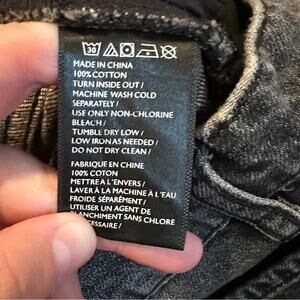 30
MADE IN CHINA
100% COTTON
TURN INSIDE OUT /
MACHINE WASH COLD
SEPARATELY /
USE ONLY NON-CHLORINE
BLEACH /
TUMBLE DRY LOW /
LOW IRON AS NEEDED /
DO NOT DRY CLEAN /
FABRIQUÉ EN CHINE
100% COTON
METTRE À L'ENVERS /
LAVER À LA MACHINE À L'EAU
FROIDE SÉPARÉMENT /
UTILISER UN AGENT DE
BLANCHIMENT SANS CHLORE